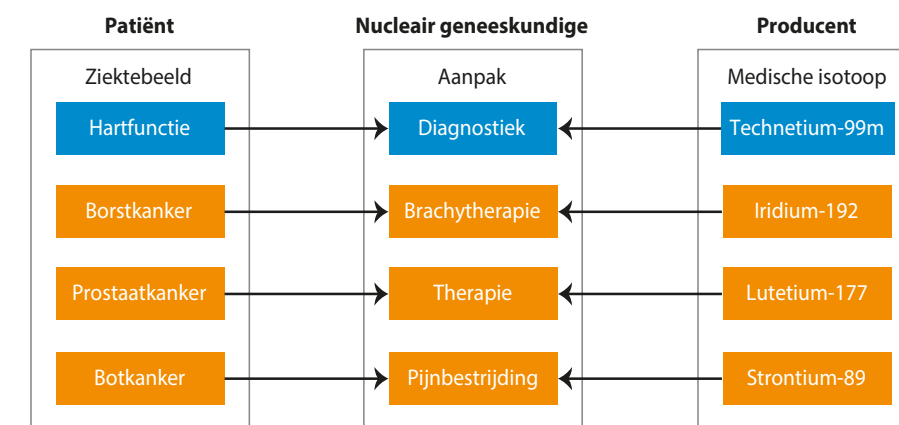 Patiënt
Nucleair geneeskundige
Producent
Ziektebeeld
Aanpak
Medische isotoop
Hartfunctie
Diagnostiek
Technetium-99m
Borstkanker
Brachytherapie
Iridium-192
Prostaatkanker
Therapie
Lutetium-177
Botkanker
Pijnbestrijding
Strontium-89